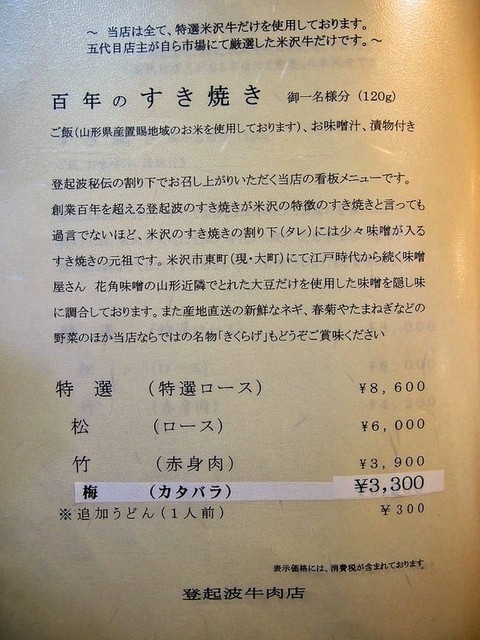 ～ 当店は全て、特選米沢牛だけを使用しております。
五代目店主が自ら市場にて厳選した米沢牛だけです。～
百年のすき焼き 御一名様分（120g）
ご飯（山形県産置賜地域のお米を使用しております）、お味噌汁、漬物付き
登起波秘伝の割り下でお召し上がりいただく当店の看板メニューです。
創業百年を超える登起波のすき焼きが米沢の特徴のすき焼きと言っても
過言でないほど、米沢のすき焼きの割り下（タレ）には少々味噌が入る
すき焼きの元祖です。米沢市東町（現・大町）にて江戸時代から続く味噌
屋さん 花角味噌の山形近隣でとれた大豆だけを使用した味噌を隠し味
に調合しております。また産地直送の新鮮なネギ、春菊やたまねぎなどの
野菜のほか当店ならではの名物「きくらげ」もどうぞご賞味ください
特選 （特選ロース） ¥8,600
松 （ロース） ¥6,000
竹 （赤身肉） ¥3,900
梅 （カタバラ） ¥3,300
※追加うどん（1人前） ¥300
表示価格には、消費税が含まれております
登起波牛肉店